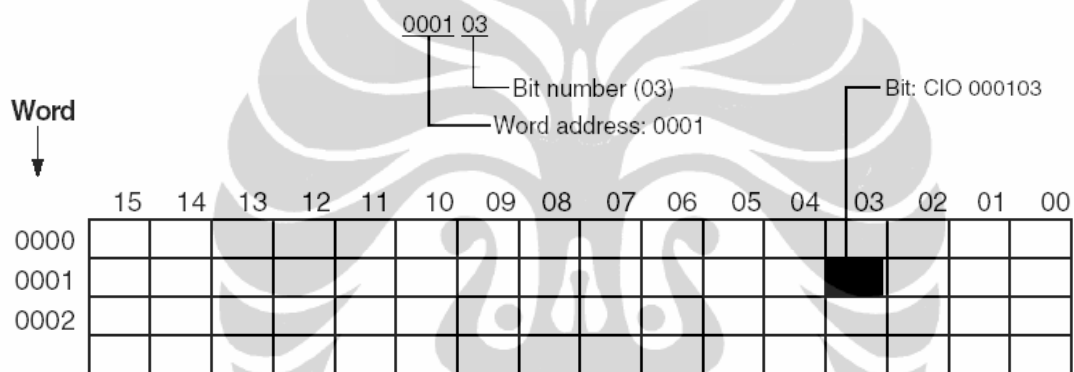 0001 03
Bit number (03)
Bit: CIO 000103
Word address: 0001
Word
15 14 13 12 11 10 09 08 07 06 05 04 03 02 01 00
0000
0001
0002